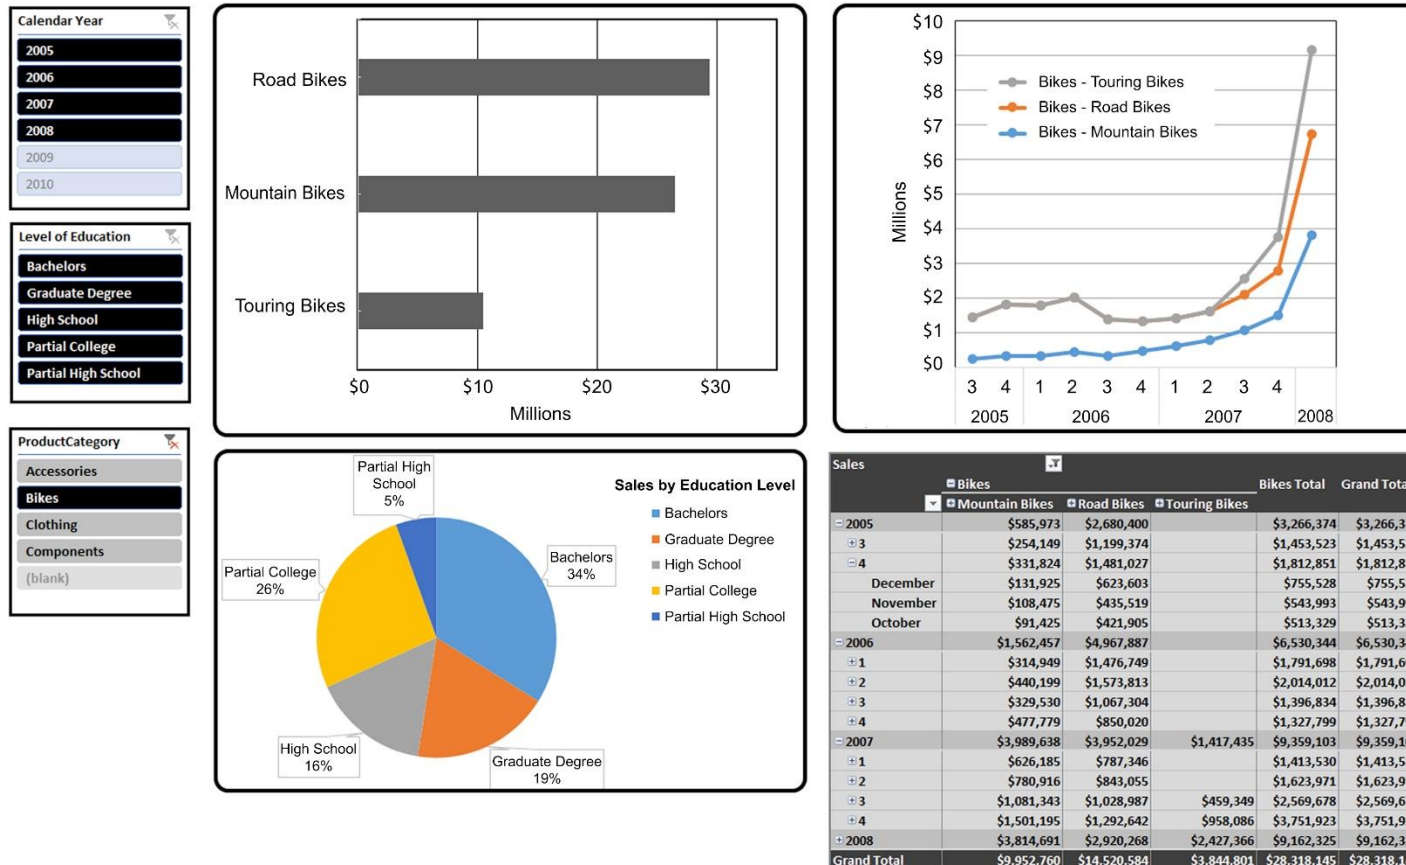 Calendar Year
2005
2006
2007
2008
2009
2010
Level of Education
Bachelors
Graduate Degree
High School
Partial College
Partial High School
ProductCategory
Accessories
Bikes
Clothing
Components
(blank)
Road Bikes
Mountain Bikes
Touring Bikes
$0 $10 $20 $30
Millions
$10
$9
$8
$7
$6
$5
$4
$3
$2
$1
$0
Millions
Bikes - Touring Bikes
Bikes - Road Bikes
Bikes - Mountain Bikes
3 4 1 2 3 4 1 2 3 4
2005 2006 2007 2008
Sales by Education Level
Bachelors
Graduate Degree
High School
Partial College
Partial High School
Partial High
School
5%
Bachelors
34%
Partial College
26%
High School
16%
Graduate Degree
19%
Sales
Bikes Bikes Total Grand Tota
Mountain Bikes Road Bikes Touring Bikes
2005 $585,973 $2,680,400 $3,266,374 $3,266,3
3 $254,149 $1,199,374 $1,453,523 $1,453,5
4 $331,824 $1,481,027 $1,812,851 $1,812,8
December $131,925 $623,603 $755,528 $755,5
November $108,475 $435,519 $543,993 $543,9
October $91,425 $421,905 $513,329 $513,3
2006 $1,562,457 $4,967,887 $6,530,344 $6,530,3
1 $314,949 $1,476,749 $1,791,698 $1,791,6
2 $440,199 $1,573,813 $2,014,012 $2,014,0
3 $329,530 $1,067,304 $1,396,834 $1,396,8
4 $477,779 $850,020 $1,327,799 $1,327,7
2007 $3,989,638 $3,952,029 $1,417,435 $9,359,103 $9,359,1
1 $626,185 $787,346 $1,413,530 $1,413,5
2 $780,916 $843,055 $1,623,971 $1,623,9
3 $1,081,343 $1,028,987 $459,349 $2,569,678 $2,569,6
4 $1,501,195 $1,292,642 $958,086 $3,751,923 $3,751,9
2008 $3,814,691 $2,920,268 $2,427,366 $9,162,325 $9,162,3
Grand Total $9,952,760 $14,520,584 $3,844,801 $28,318,145 $28,318,1